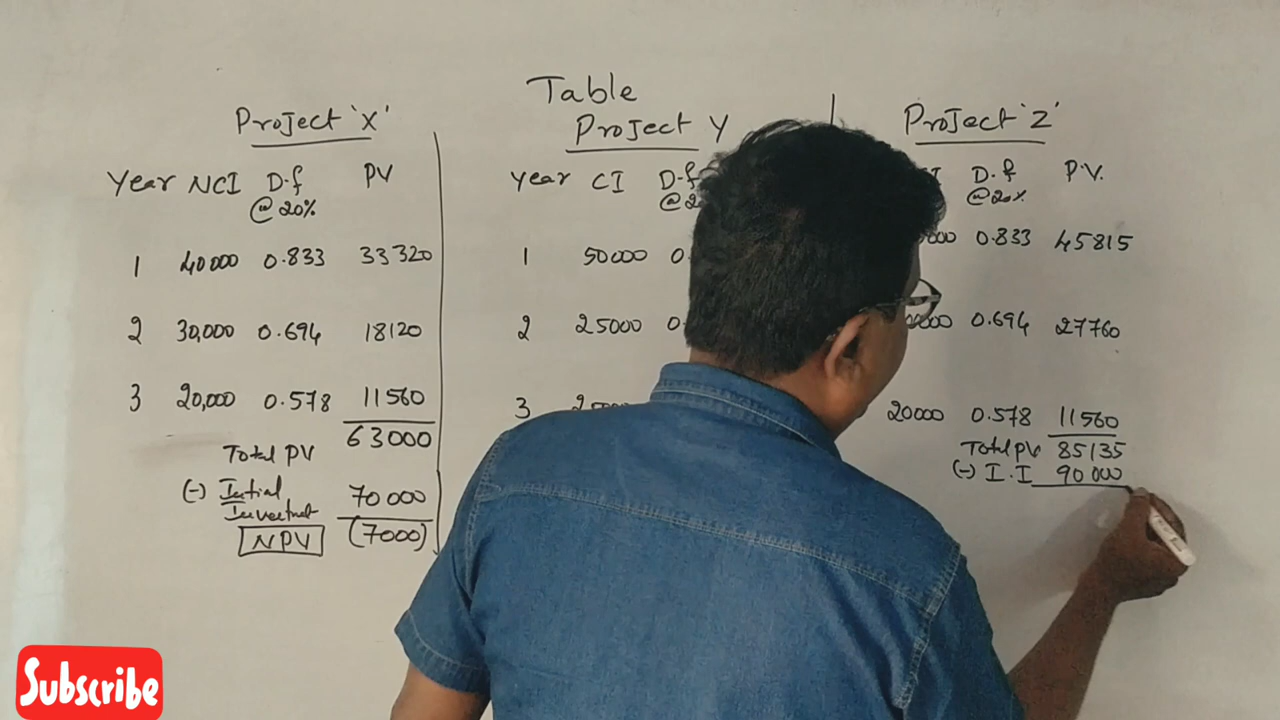 Table
Project 'X'
Year NCI D.f PV
@20%
1 40000 0.833 33320
2 30,000 0.694 18120
3 20,000 0.578 11560
Total PV 63000
(-) Initial Investment 70000
NPV (7000)
Project Y
Year CI D.f
1 50000
2 25000
3
Project 'Z'
D.f P.V.
@20%
0.833 45815
0.694 27760
20000 0.578 11560
Total PV 85135
(-) I.I 90000
Subscribe